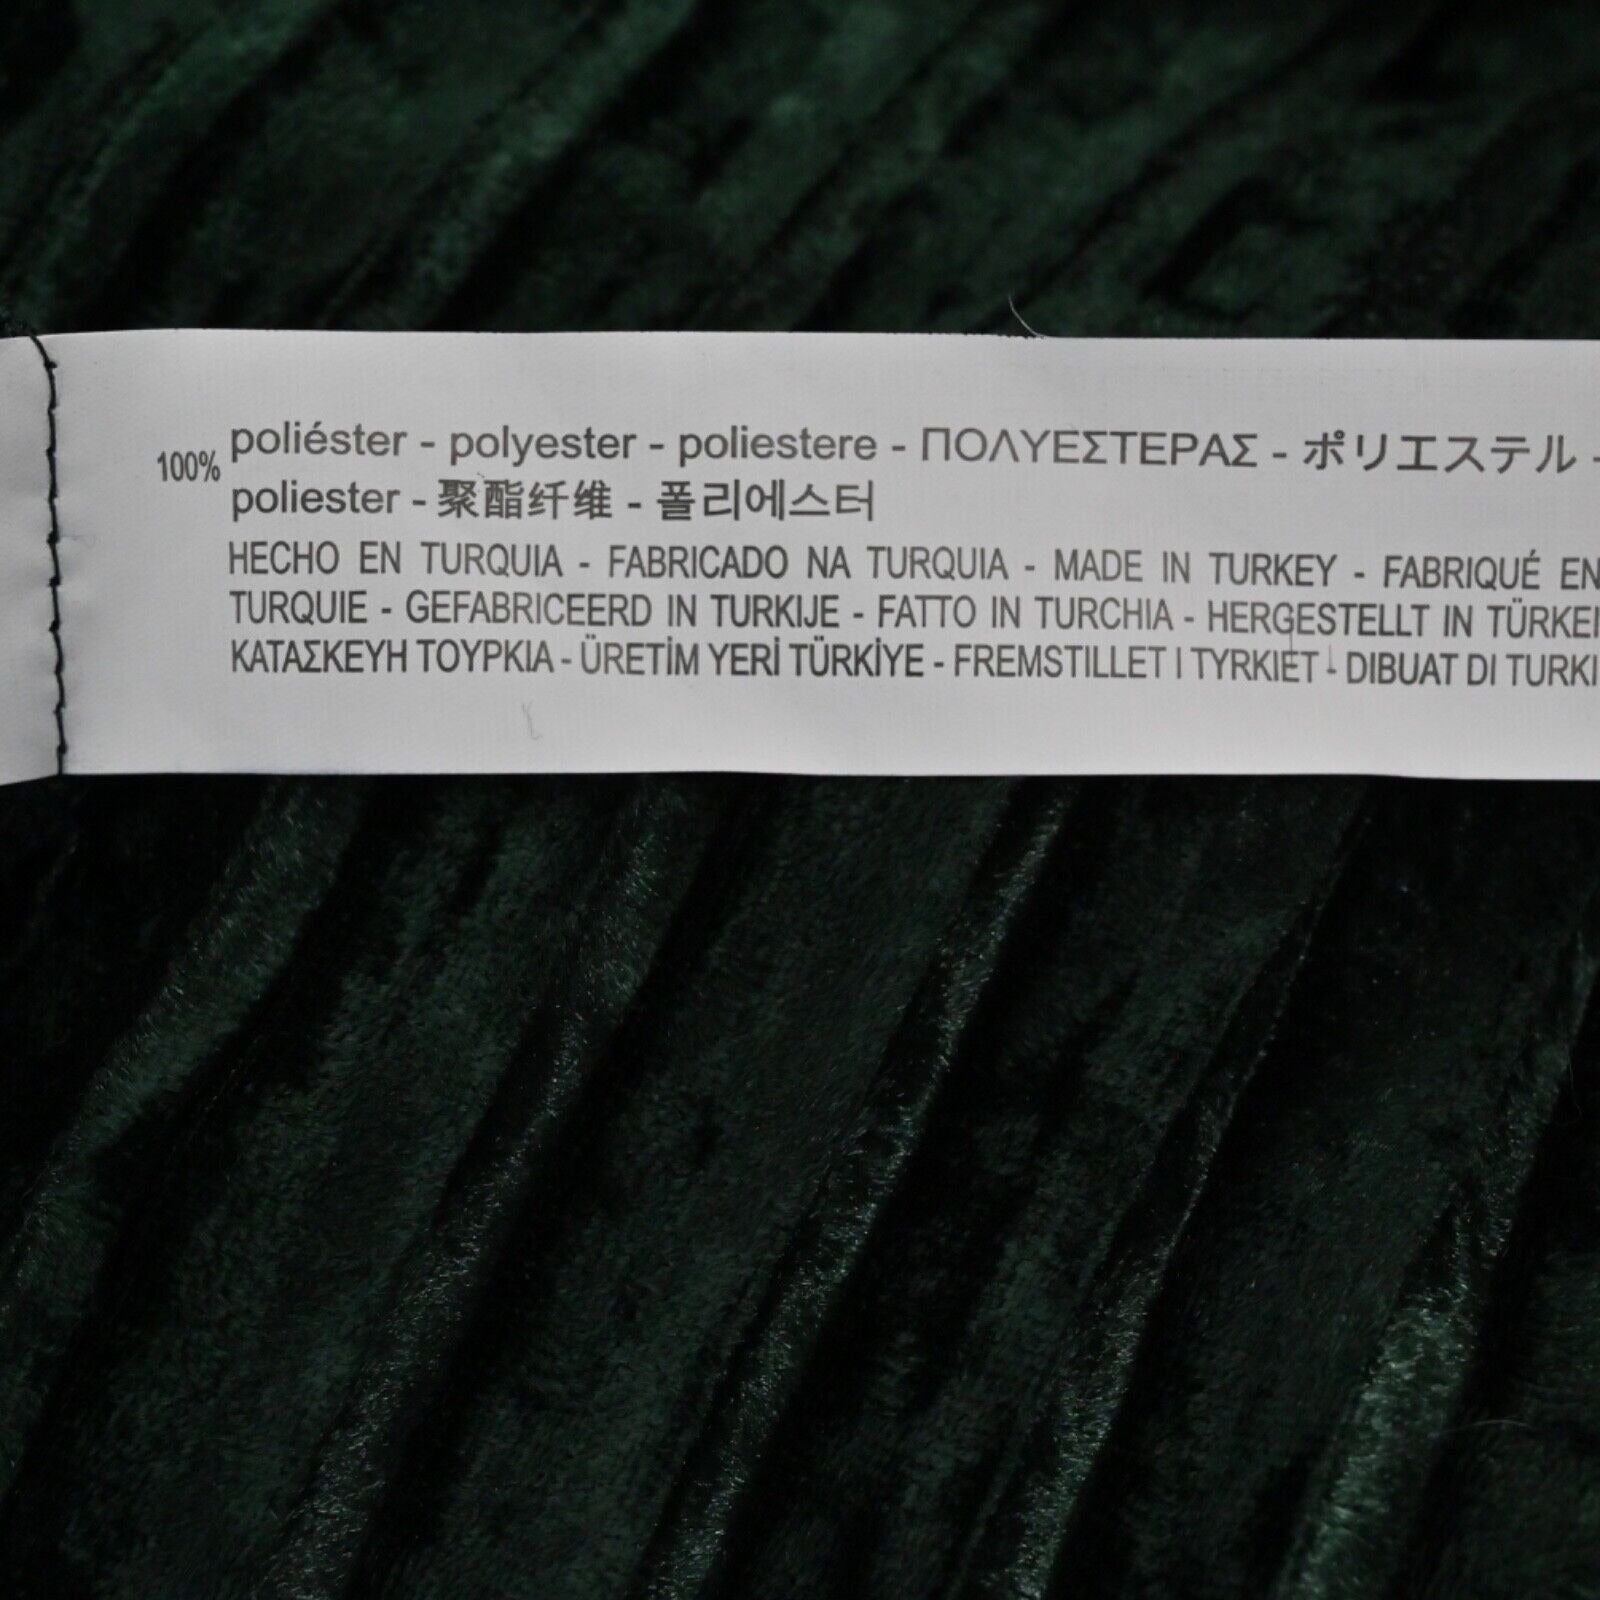 100% poliéster - polyester - poliestere - ΠΟΛΥΕΣΤΕΡΑΣ - ポリエステル -
poliester - 聚酯纤维 - 폴리에스터
HECHO EN TURQUIA - FABRICADO NA TURQUIA - MADE IN TURKEY - FABRIQUÉ EN
TURQUIE - GEFABRICEERD IN TURKIJE - FATTO IN TURCHIA - HERGESTELLT IN TÜRKEI
ΚΑΤΑΣΚΕΥΗ ΤΟΥΡΚΙΑ - ÜRETİM YERİ TÜRKİYE - FREMSTILLET I TYRKIET - DIBUAT DI TURKI